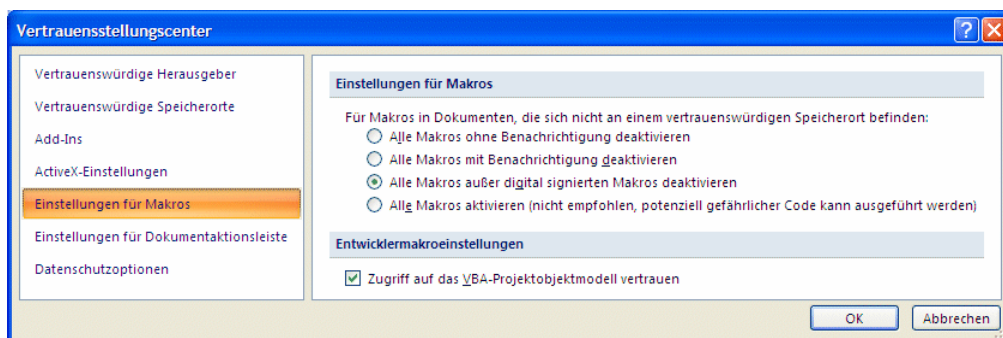 Vertrauensstellungscenter
Vertrauenswürdige Herausgeber
Vertrauenswürdige Speicherorte
Add-Ins
ActiveX-Einstellungen
Einstellungen für Makros
Einstellungen für Dokumentaktionsleiste
Datenschutzoptionen
Einstellungen für Makros
Für Makros in Dokumenten, die sich nicht an einem vertrauenswürdigen Speicherort befinden:
Alle Makros ohne Benachrichtigung deaktivieren
Alle Makros mit Benachrichtigung deaktivieren
Alle Makros außer digital signierten Makros deaktivieren
Alle Makros aktivieren (nicht empfohlen, potenziell gefährlicher Code kann ausgeführt werden)
Entwicklermakroeinstellungen
Zugriff auf das VBA-Projektobjektmodell vertrauen
OK
Abbrechen